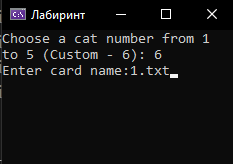 Лабиринт
Choose a cat number from 1
to 5 (Custom - 6): 6
Enter card name:1.txt